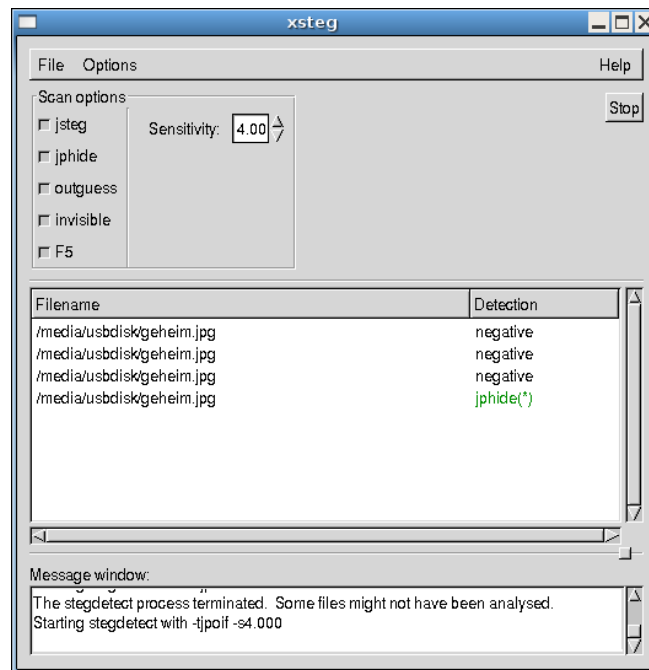 xsteg
File Options Help
Scan options
Stop
jsteg
Sensitivity: 4.00
jphide
outguess
invisible
F5
Filename Detection
/media/usbdisk/geheim.jpg negative
/media/usbdisk/geheim.jpg negative
/media/usbdisk/geheim.jpg negative
/media/usbdisk/geheim.jpg jphide(*)
Message window:
The stegdetect process terminated. Some files might not have been analysed.
Starting stegdetect with -tjpoif -s4.000